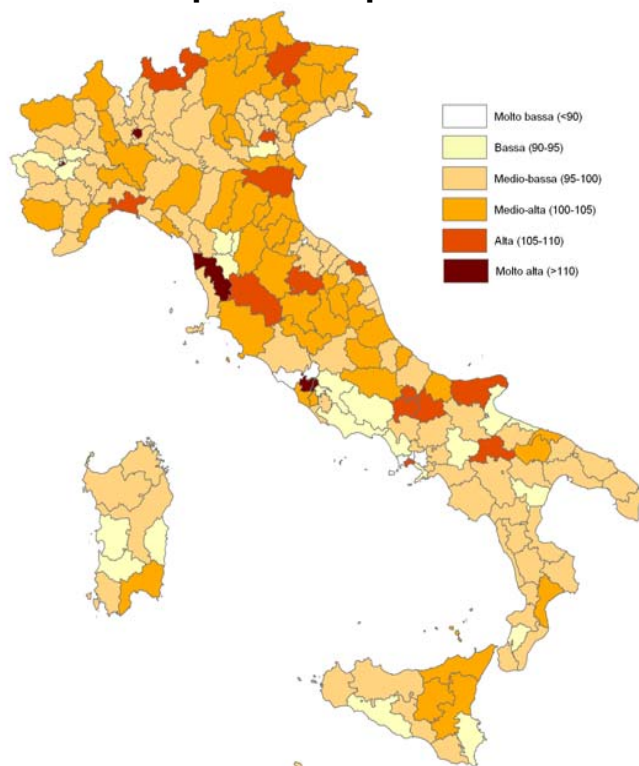 Molto bassa (<90)
Bassa (90-95)
Medio-bassa (95-100)
Medio-alta (100-105)
Alta (105-110)
Molto alta (>110)